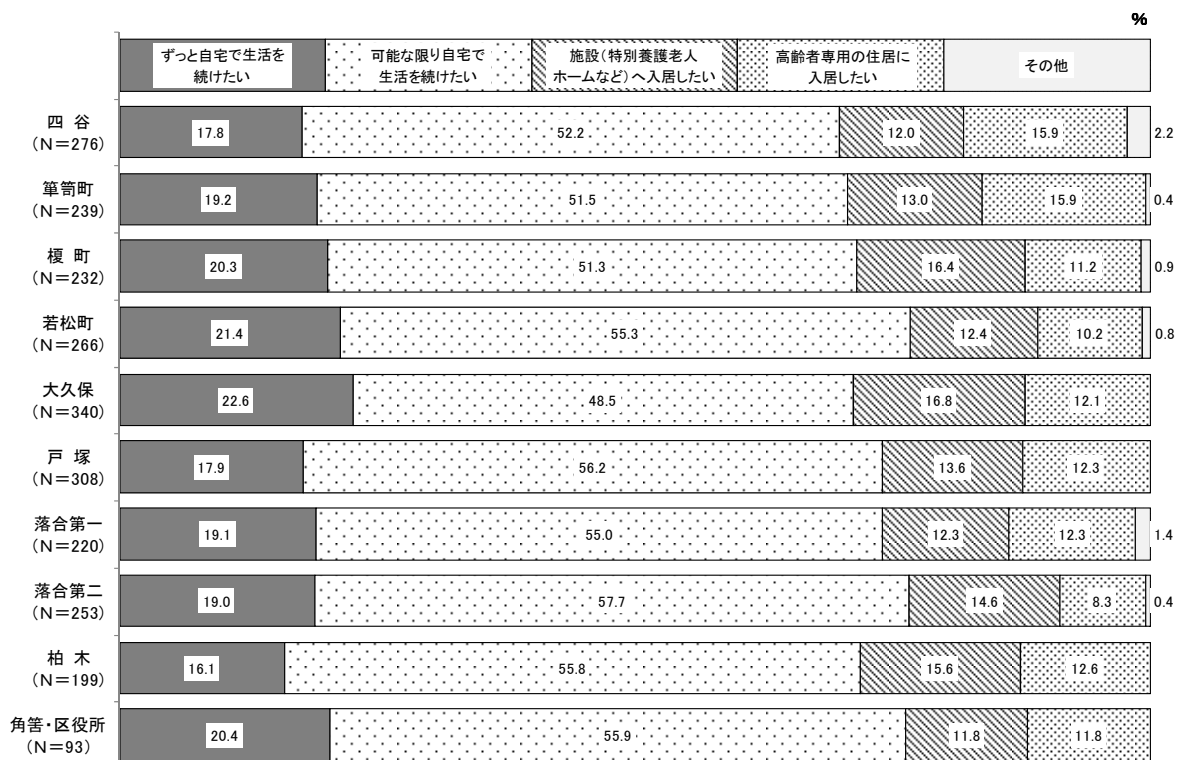 %
ずっと自宅で生活を
続けたい
可能な限り自宅で
生活を続けたい
施設(特別養護老人
ホームなど)へ入居したい
高齢者専用の住居に
入居したい
その他
四 谷
(N=276)
17.8
52.2
12.0
15.9
2.2
箪笥町
(N=239)
19.2
51.5
13.0
15.9
0.4
榎 町
(N=232)
20.3
51.3
16.4
11.2
0.9
若松町
(N=266)
21.4
55.3
12.4
10.2
0.8
大久保
(N=340)
22.6
48.5
16.8
12.1
戸 塚
(N=308)
17.9
56.2
13.6
12.3
落合第一
(N=220)
19.1
55.0
12.3
12.3
1.4
落合第二
(N=253)
19.0
57.7
14.6
8.3
0.4
柏 木
(N=199)
16.1
55.8
15.6
12.6
角筈・区役所
(N=93)
20.4
55.9
11.8
11.8